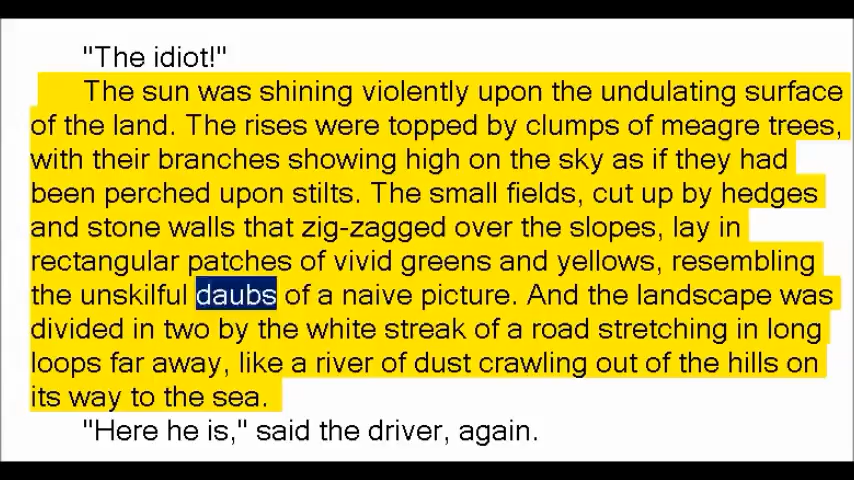 "The idiot!"
The sun was shining violently upon the undulating surface
of the land. The rises were topped by clumps of meagre trees,
with their branches showing high on the sky as if they had
been perched upon stilts. The small fields, cut up by hedges
and stone walls that zig-zagged over the slopes, lay in
rectangular patches of vivid greens and yellows, resembling
the unskilful daubs of a naive picture. And the landscape was
divided in two by the white streak of a road stretching in long
loops far away, like a river of dust crawling out of the hills on
its way to the sea.
"Here he is," said the driver, again.